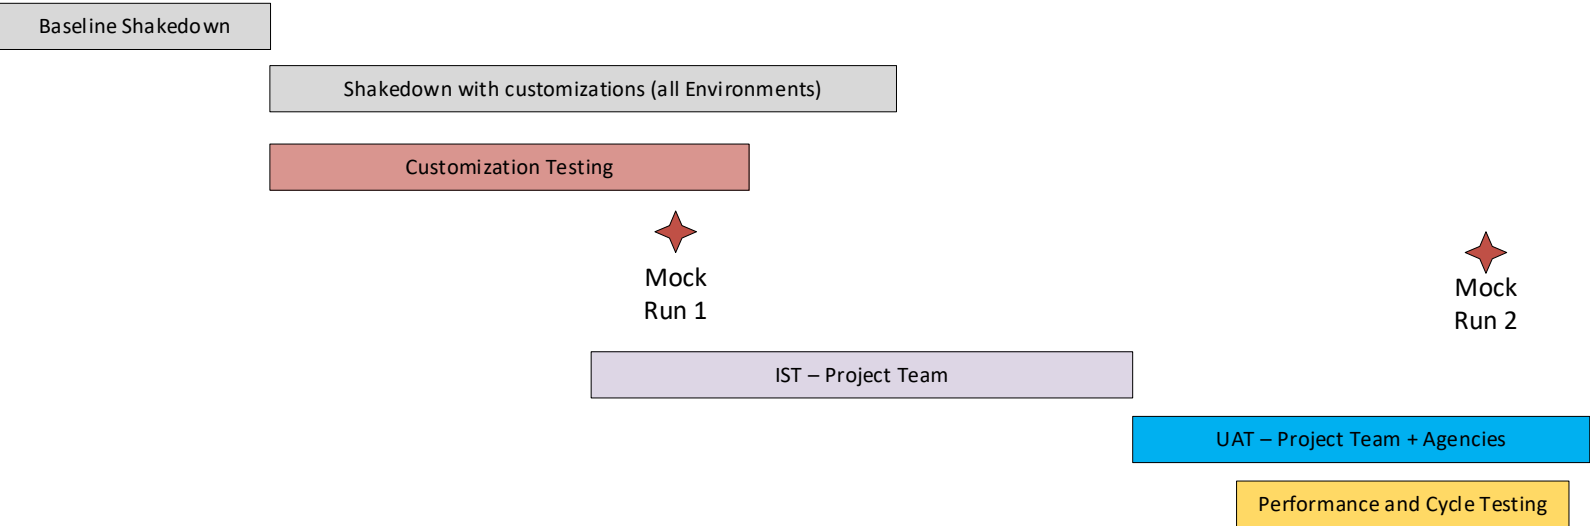 Baseline Shakedown
Shakedown with customizations (all Environments)
Customization Testing
Mock
Run 1
Mock
Run 2
IST – Project Team
UAT – Project Team + Agencies
Performance and Cycle Testing